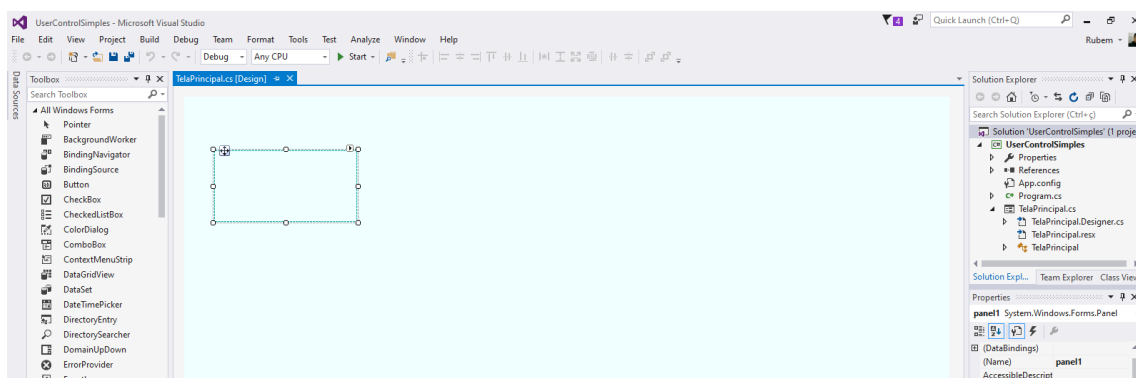 UserControlSimples - Microsoft Visual Studio
4
Quick Launch (Ctrl+Q)
File Edit View Project Build Debug Team Format Tools Test Analyze Window Help
Rubem
Debug Any CPU Start
Data Sources
Toolbox
Search Toolbox
All Windows Forms
Pointer
BackgroundWorker
BindingNavigator
BindingSource
Button
CheckBox
CheckedListBox
ColorDialog
ComboBox
ContextMenuStrip
DataGridView
DataSet
DateTimePicker
DirectoryEntry
DirectorySearcher
DomainUpDown
ErrorProvider
TelaPrincipal.cs [Design]
Solution Explorer
Search Solution Explorer (Ctrl+ç)
Solution 'UserControlSimples' (1 proje
UserControlSimples
Properties
References
App.config
Program.cs
TelaPrincipal.cs
TelaPrincipal.Designer.cs
TelaPrincipal.resx
TelaPrincipal
Solution Expl... Team Explorer Class View
Properties
panel1 System.Windows.Forms.Panel
(DataBindings)
(Name) panel1
AccessibleDescript